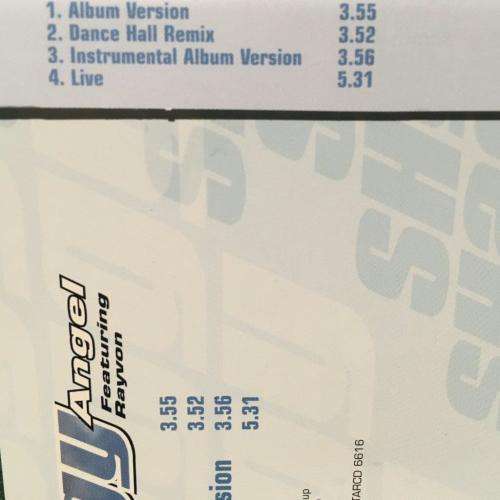 1. Album Version 3.55
2. Dance Hall Remix 3.52
3. Instrumental Album Version 3.56
4. Live 5.31
Angel
Featuring
Rayvon
3.55
3.52
3.56
5.31
TARCD 6616